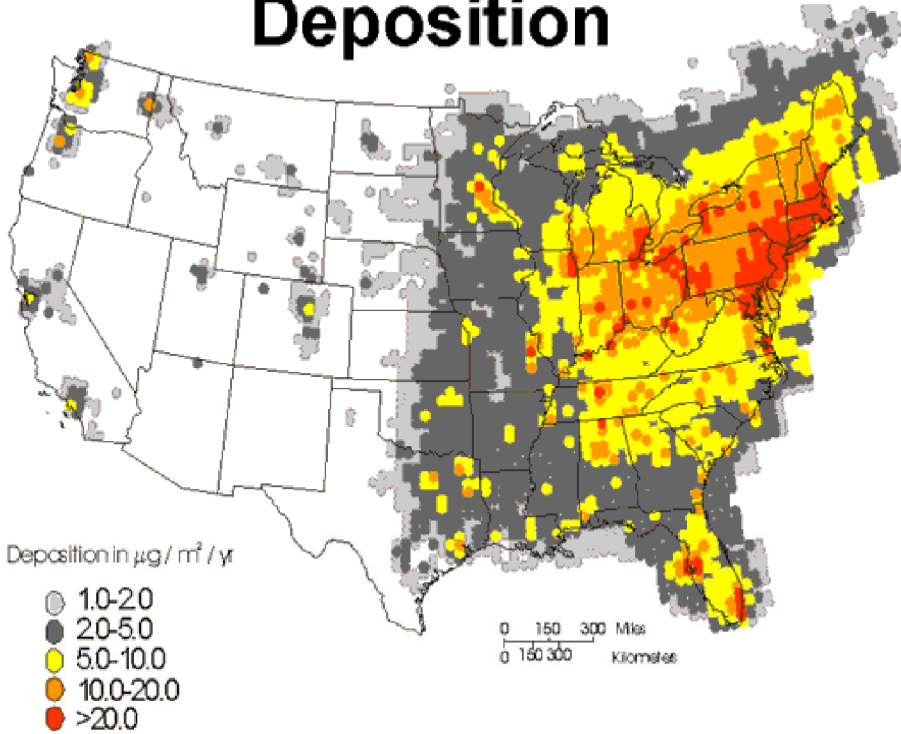 Deposition
Deposition in µg / m² / yr
1.0-2.0
2.0-5.0
5.0-10.0
10.0-20.0
>20.0
0 150 300 Miles
0 150 300 Kilometes